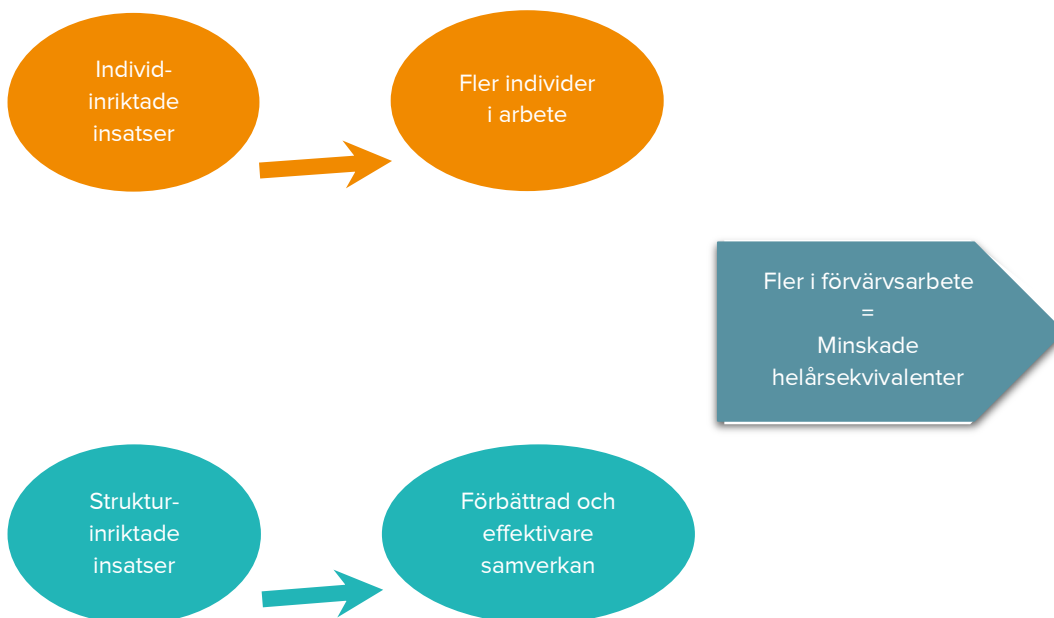 Individ-
inriktade
insatser
Fler individer
i arbete
Fler i förvärvsarbete
=
Minskade
helårsekvivalenter
Struktur-
inriktade
insatser
Förbättrad och
effektivare
samverkan